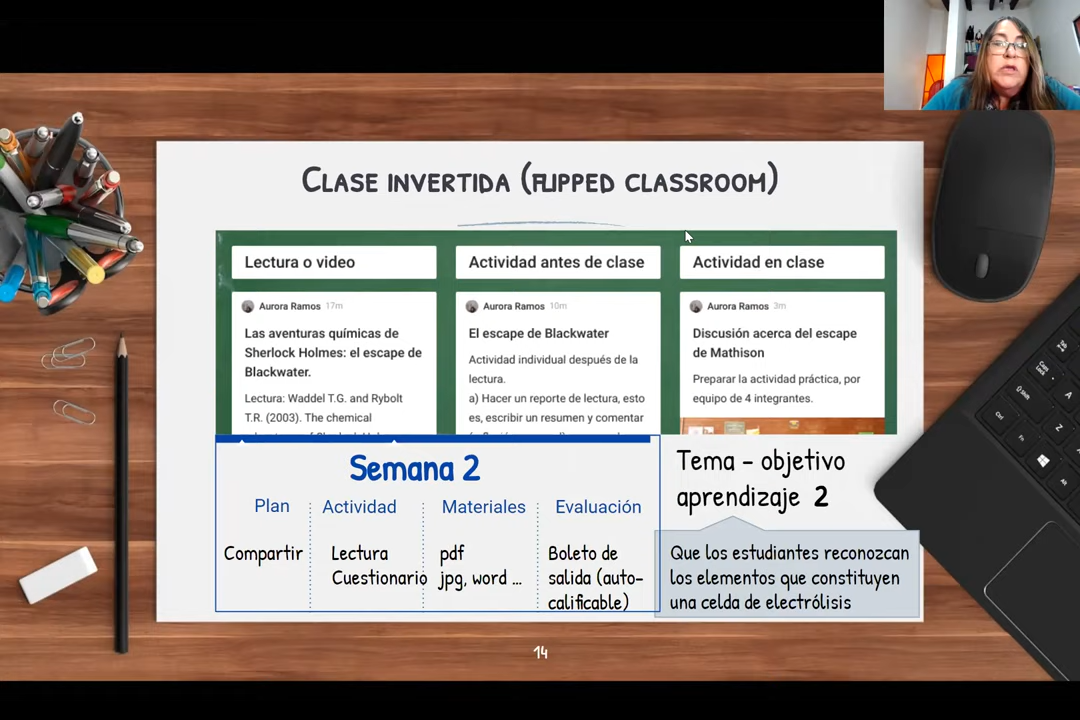 Clase invertida (flipped classroom)
Lectura o video
Aurora Ramos 17m
Las aventuras químicas de
Sherlock Holmes: el escape de
Blackwater.
Lectura: Waddel T.G. and Rybolt
T.R. (2003). The chemical
Actividad antes de clase
Aurora Ramos 10m
El escape de Blackwater
Actividad individual después de la
lectura.
a) Hacer un reporte de lectura, esto
es, escribir un resumen y comentar
Actividad en clase
Aurora Ramos 3m
Discusión acerca del escape
de Mathison
Preparar la actividad práctica, por
equipo de 4 integrantes.
Semana 2
Plan Actividad Materiales Evaluación
Compartir
Lectura
Cuestionario
pdf
jpg, word ...
Boleto de
salida (auto-
calificable)
Tema - objetivo
aprendizaje 2
Que los estudiantes reconozcan
los elementos que constituyen
una celda de electrólisis
14